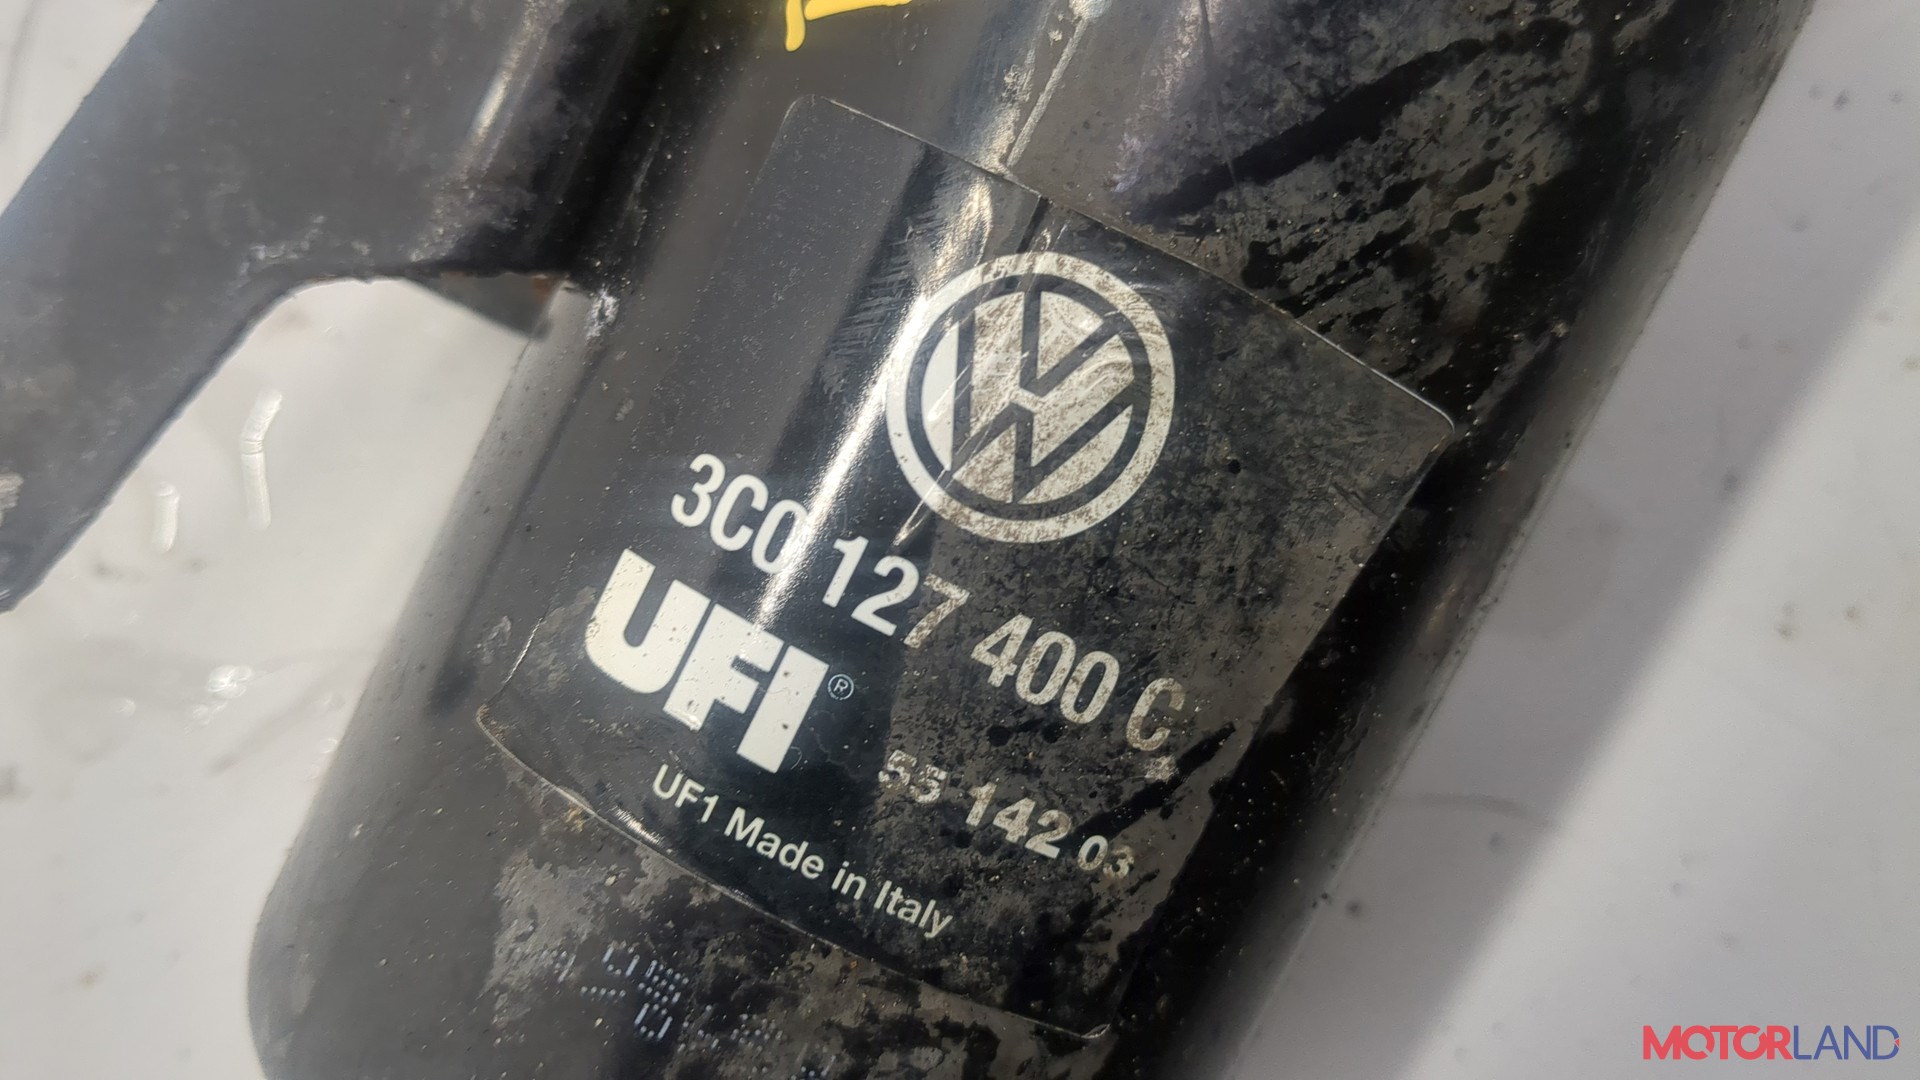 3C0 127 400 C
UFI®
55 142 03
UF1 Made in Italy
MOTORLAND